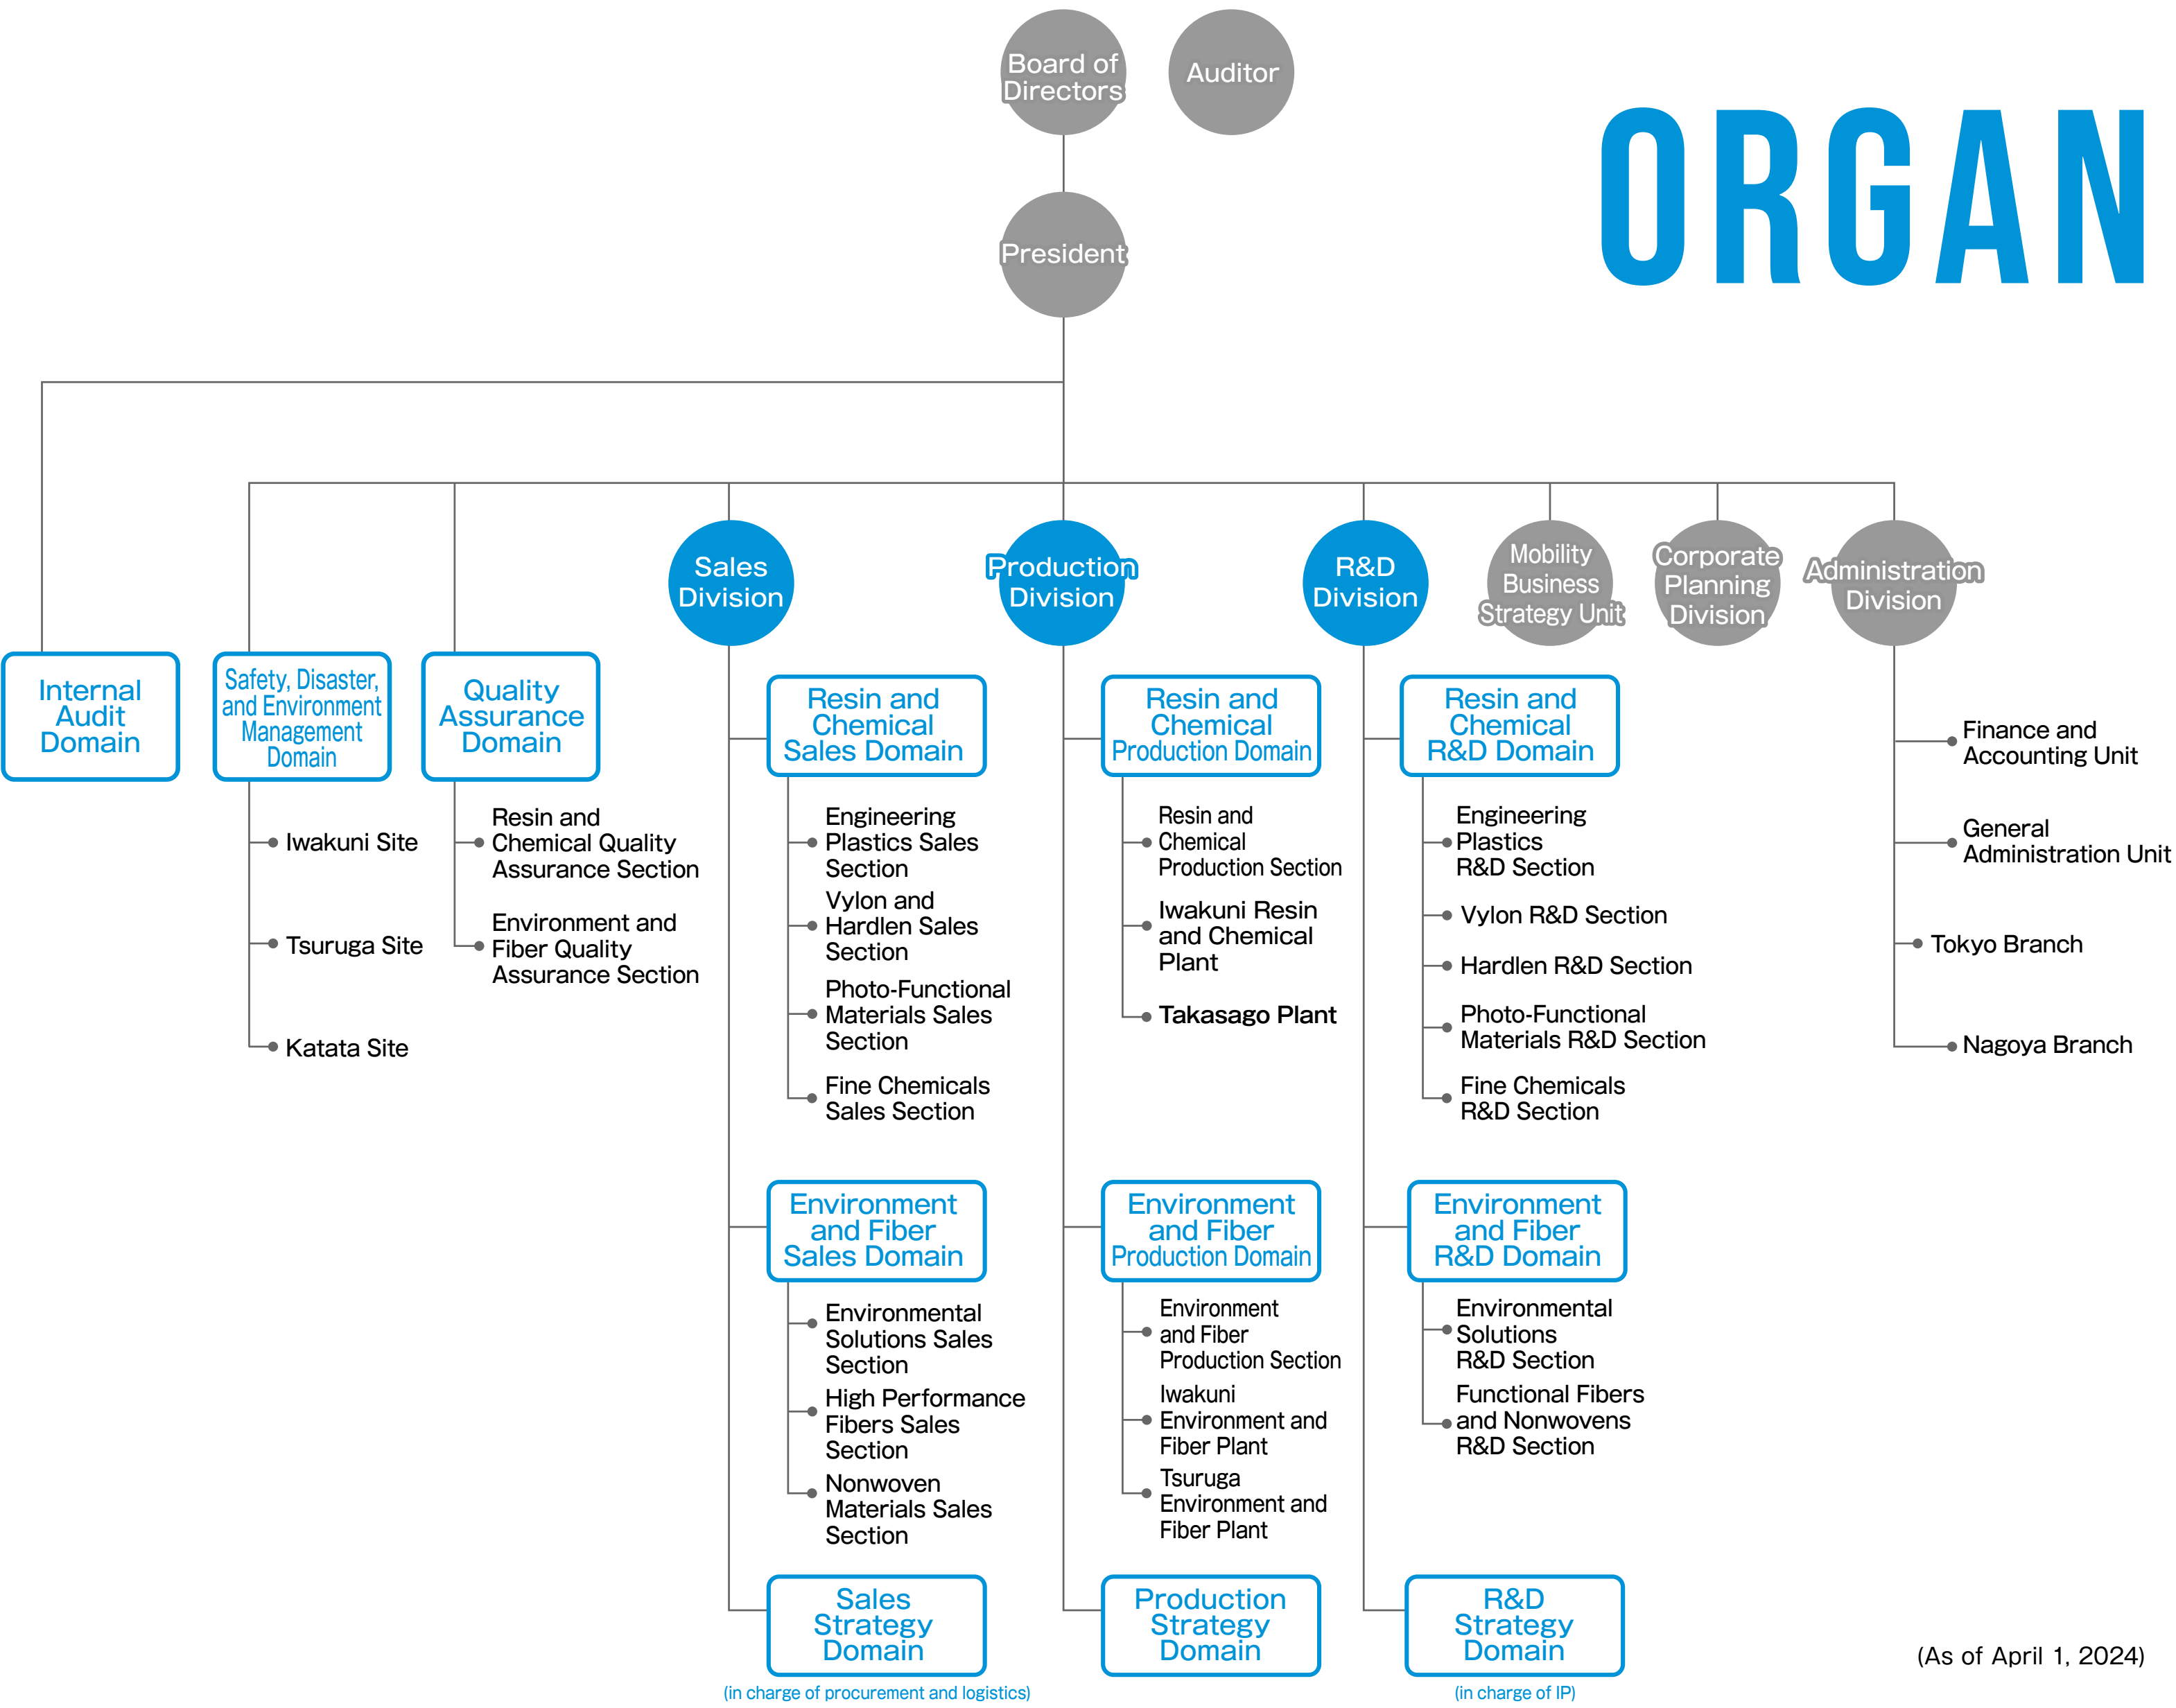 Board of
Directors
Auditor
ORGAN
President
Sales
Division
Production
Division
R&D
Division
Mobility
Business
Strategy Unit
Corporate
Planning
Division
Administration
Division
Internal
Audit
Domain
Safety, Disaster,
and Environment
Management
Domain
Iwakuni Site
Tsuruga Site
Katata Site
Quality
Assurance
Domain
Resin and
Chemical Quality
Assurance Section
Environment and
Fiber Quality
Assurance Section
Resin and
Chemical
Sales Domain
Engineering
Plastics Sales
Section
Vylon and
Hardlen Sales
Section
Photo-Functional
Materials Sales
Section
Fine Chemicals
Sales Section
Environment
and Fiber
Sales Domain
Environmental
Solutions Sales
Section
High Performance
Fibers Sales
Section
Nonwoven
Materials Sales
Section
Sales
Strategy
Domain
(in charge of procurement and logistics)
Resin and
Chemical
Production Domain
Resin and
Chemical
Production Section
Iwakuni Resin
and Chemical
Plant
Takasago Plant
Environment
and Fiber
Production Domain
Environment
and Fiber
Production Section
Iwakuni
Environment and
Fiber Plant
Tsuruga
Environment and
Fiber Plant
Production
Strategy
Domain
Resin and
Chemical
R&D Domain
Engineering
Plastics
R&D Section
Vylon R&D Section
Hardlen R&D Section
Photo-Functional
Materials R&D Section
Fine Chemicals
R&D Section
Environment
and Fiber
R&D Domain
Environmental
Solutions
R&D Section
Functional Fibers
and Nonwovens
R&D Section
R&D
Strategy
Domain
(in charge of IP)
Finance and
Accounting Unit
General
Administration Unit
Tokyo Branch
Nagoya Branch
(As of April 1, 2024)